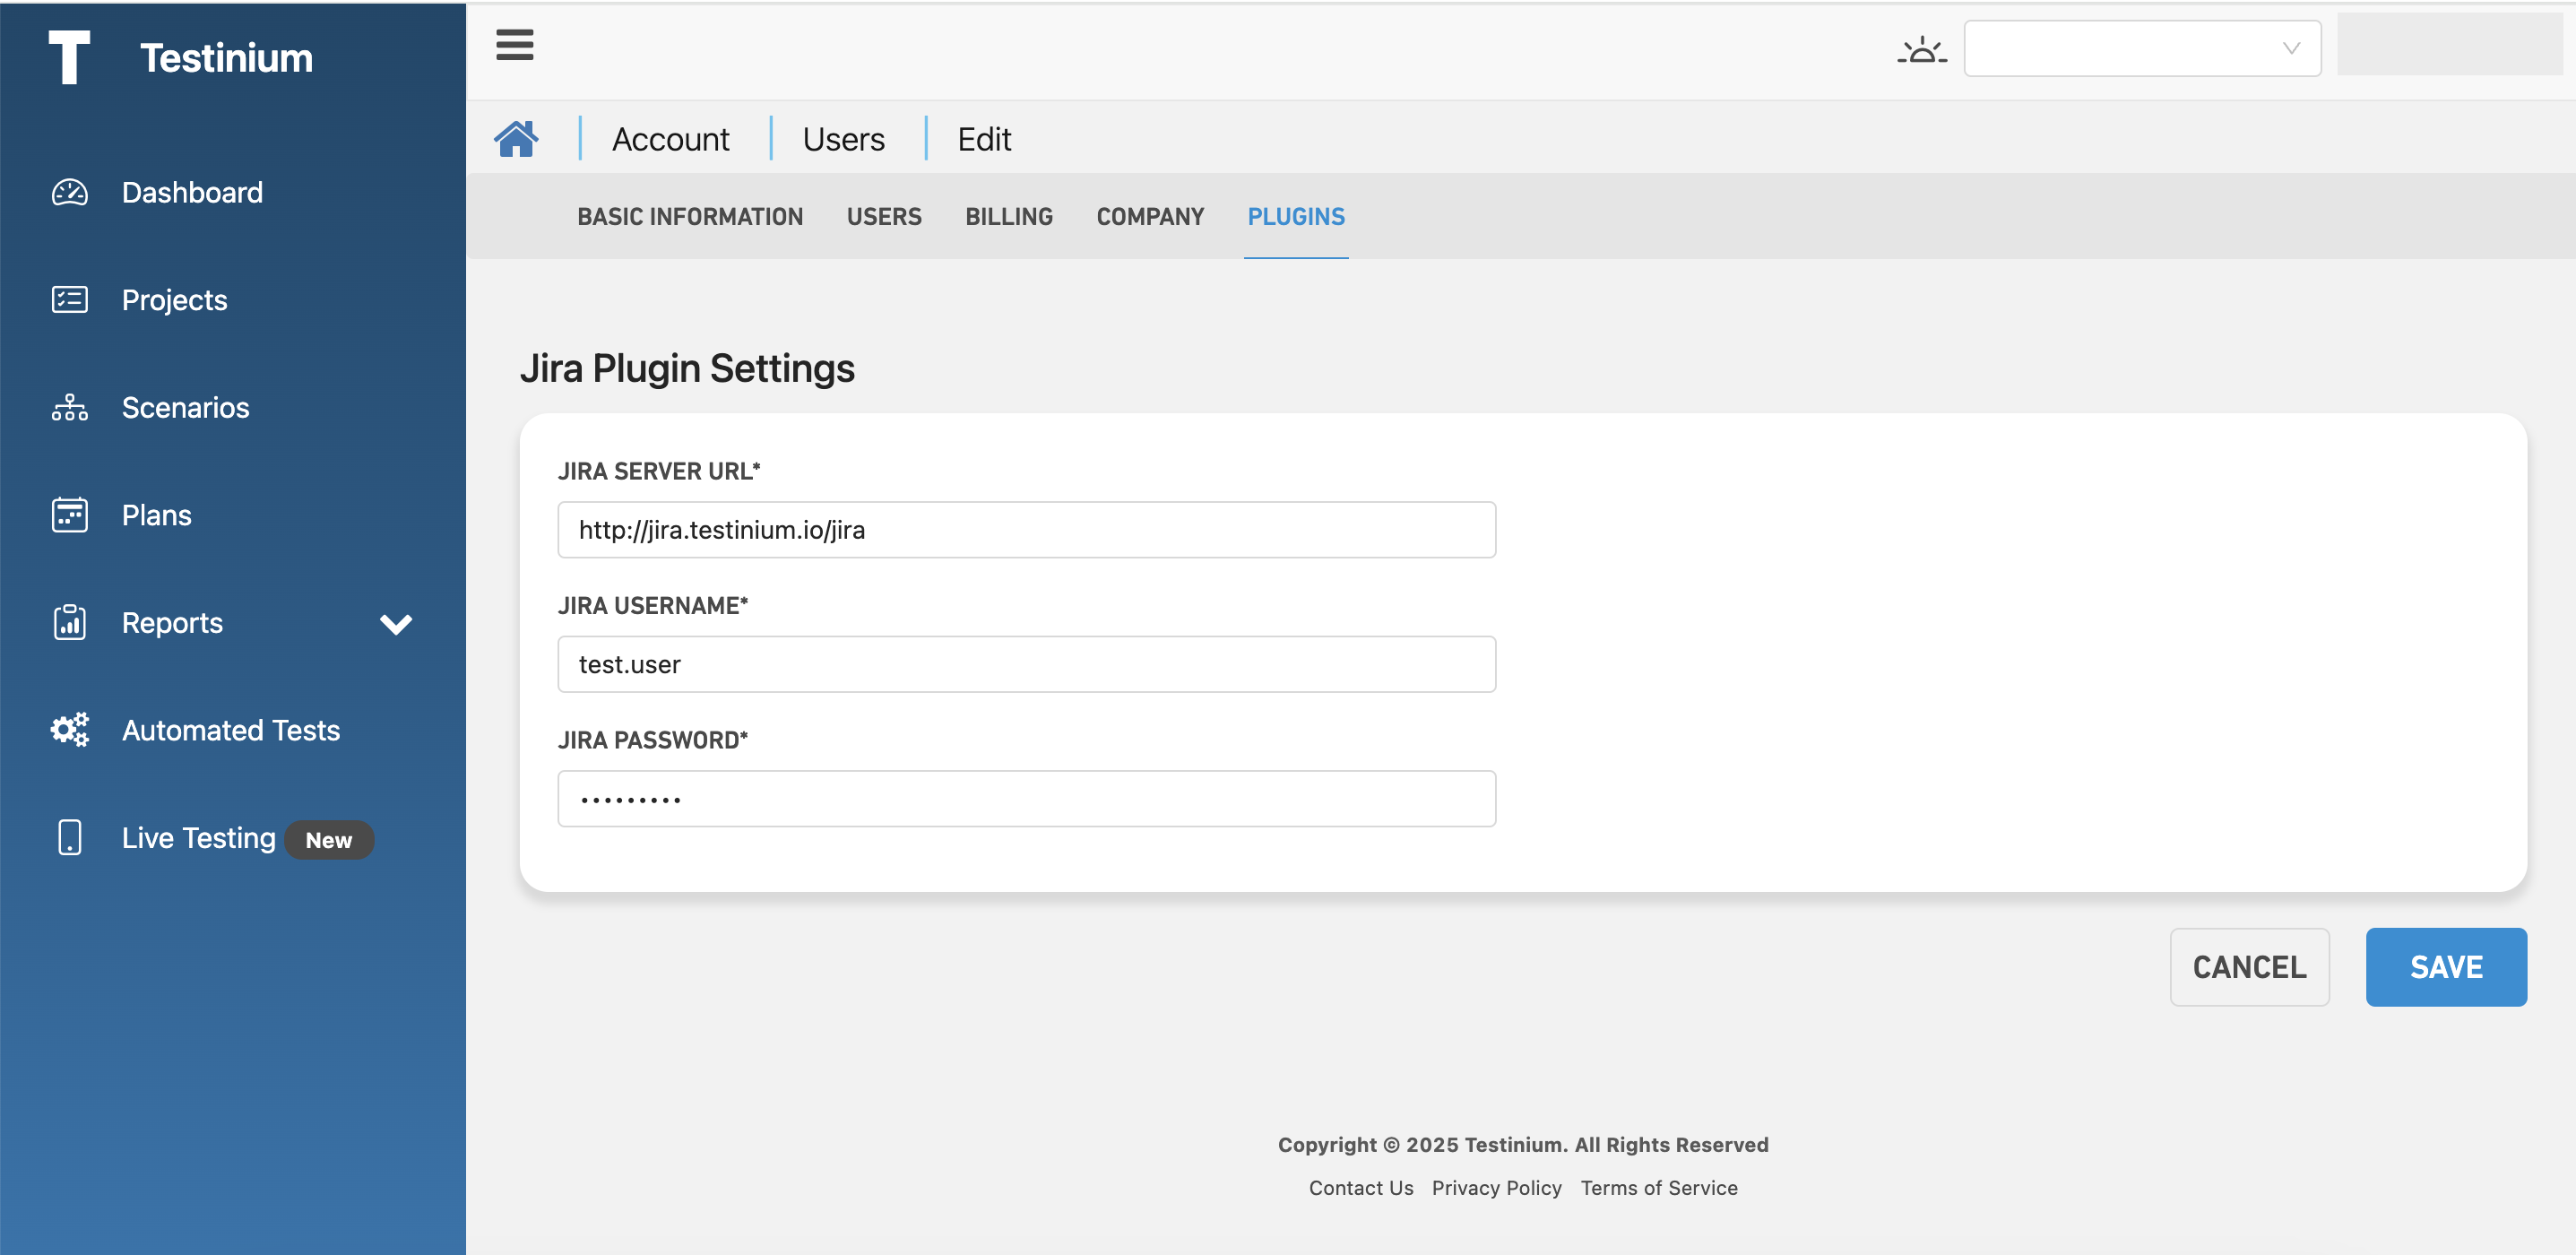 Testinium
Dashboard
Projects
Scenarios
Plans
Reports
Automated Tests
Live Testing New
Account Users Edit
BASIC INFORMATION USERS BILLING COMPANY PLUGINS
Jira Plugin Settings
JIRA SERVER URL*
http://jira.testinium.io/jira
JIRA USERNAME*
test.user
JIRA PASSWORD*
•••••••••
CANCEL SAVE
Copyright © 2025 Testinium. All Rights Reserved
Contact Us Privacy Policy Terms of Service